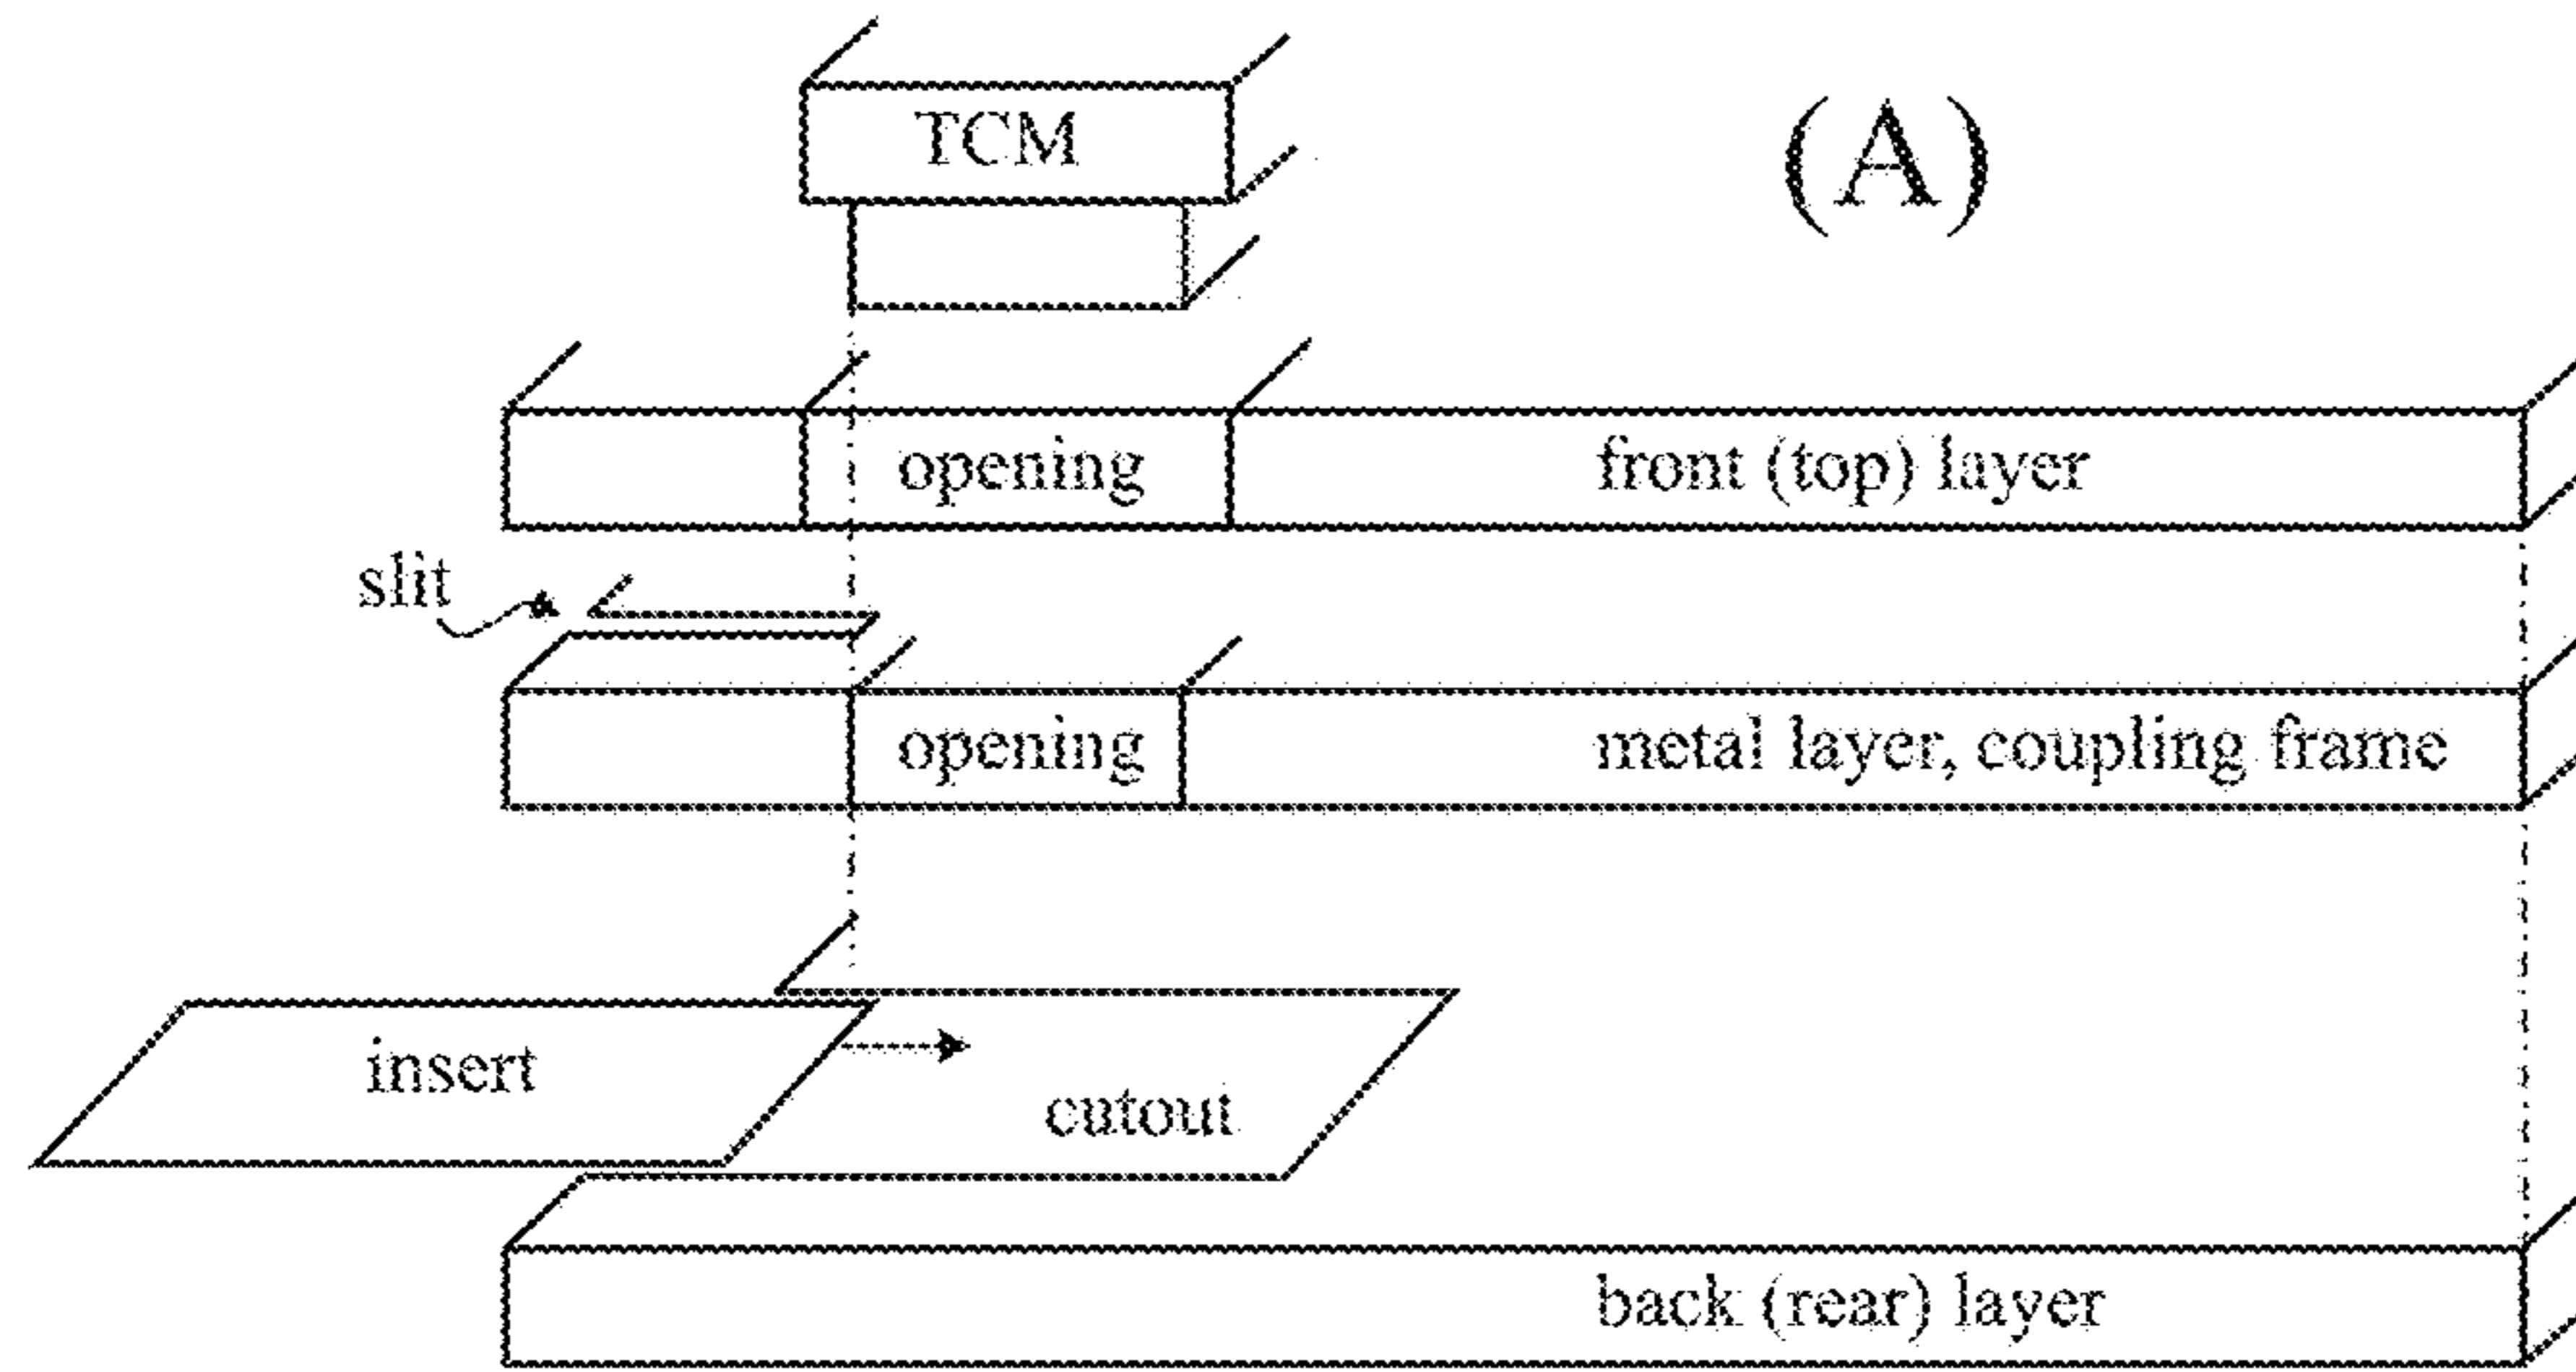 TCM
(A)
opening
front (top) layer
slit
opening
metal layer, coupling frame
insert
cutout
back (rear) layer